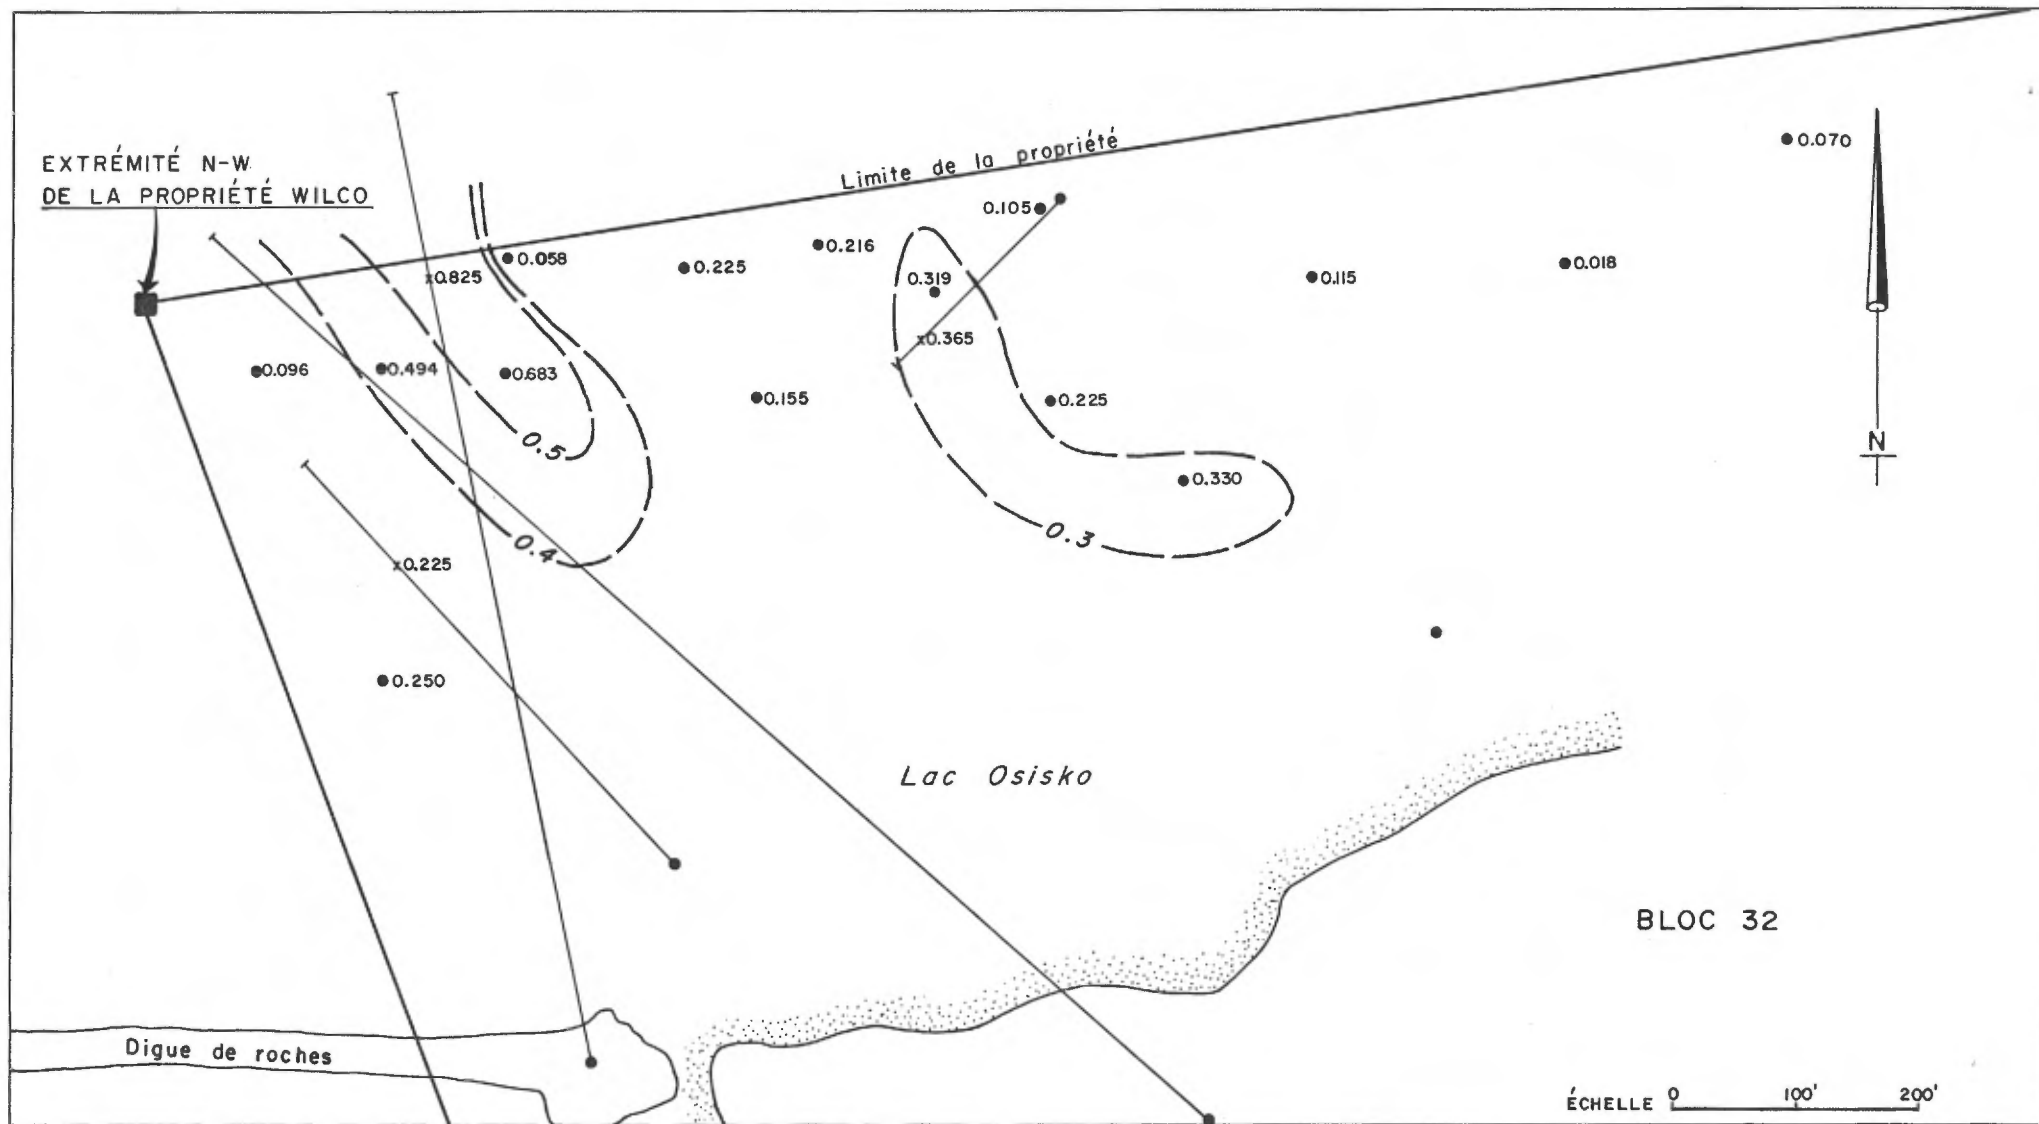 EXTRÉMITÉ N-W.
DE LA PROPRIÉTÉ WILCO
Limite de la propriété
0.070
0.105
0.216
0.058
0.225
0.825
0.319
0.115
0.018
0.365
0.096
0.494
0.683
0.155
0.225
0.5
N
0.330
0.4
0.3
0.225
0.250
Lac Osisko
BLOC 32
Digue de roches
ÉCHELLE 0 100' 200'